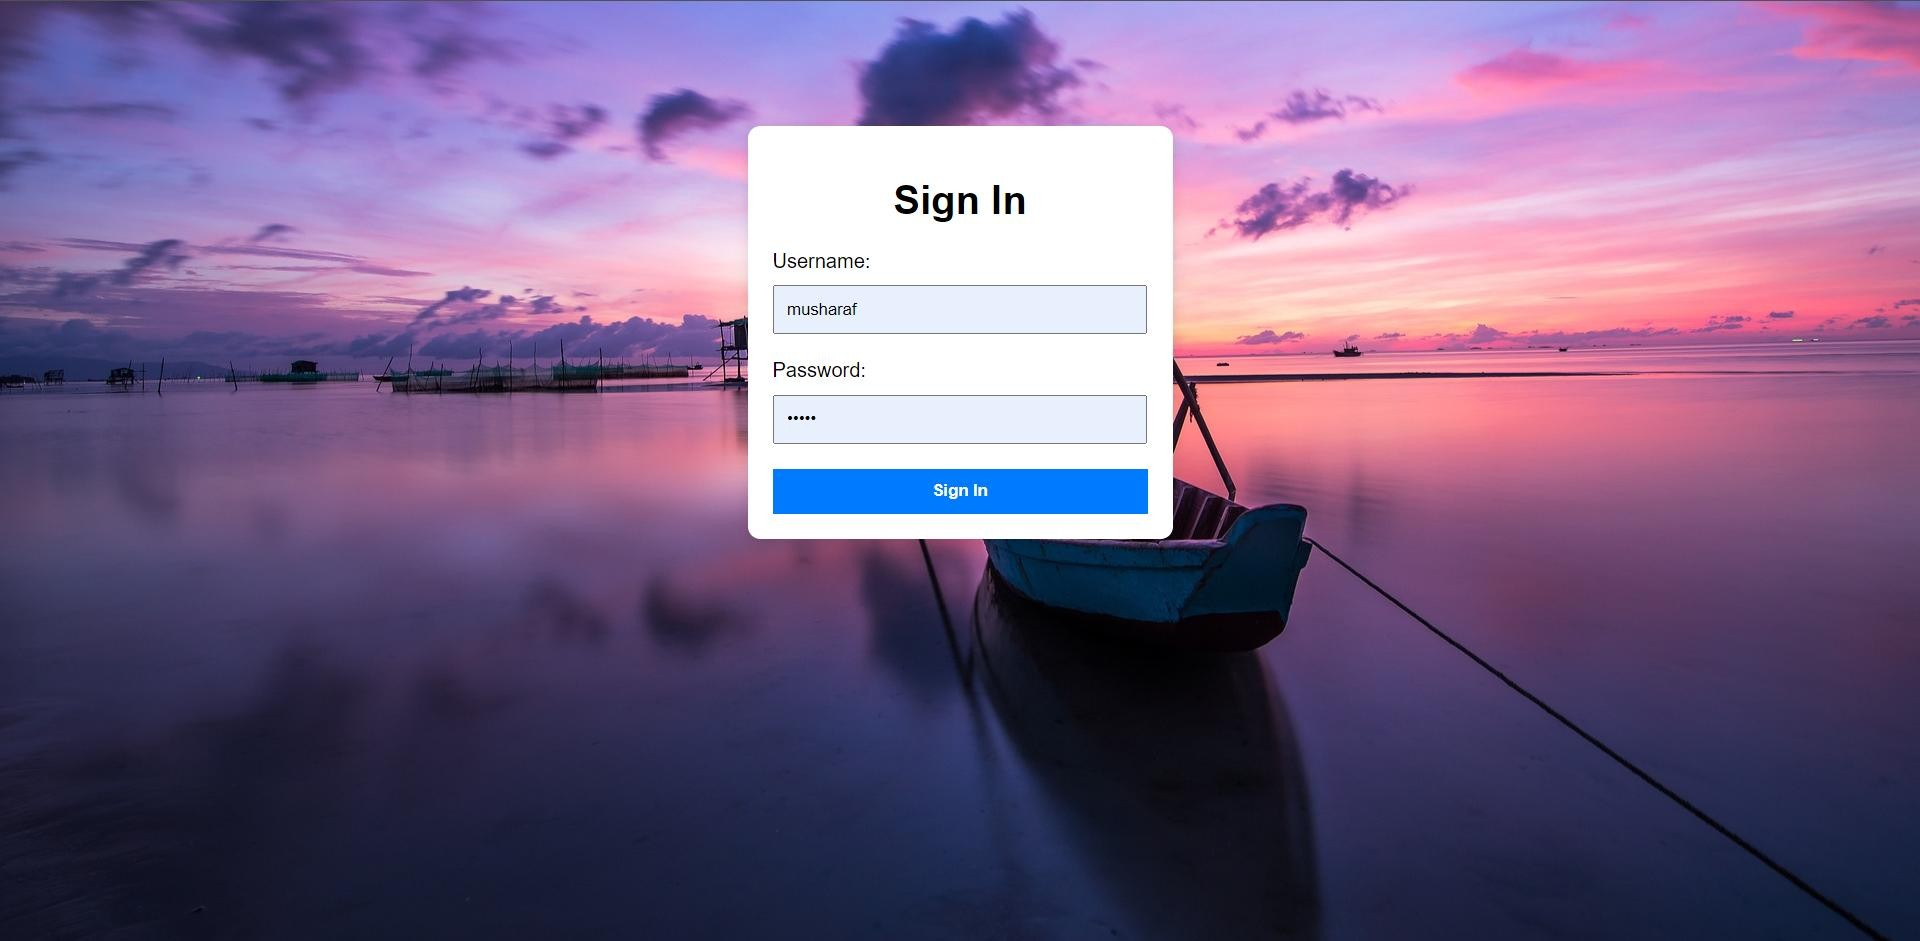 Sign In
Username:
musharaf
Password:
•••••
Sign In